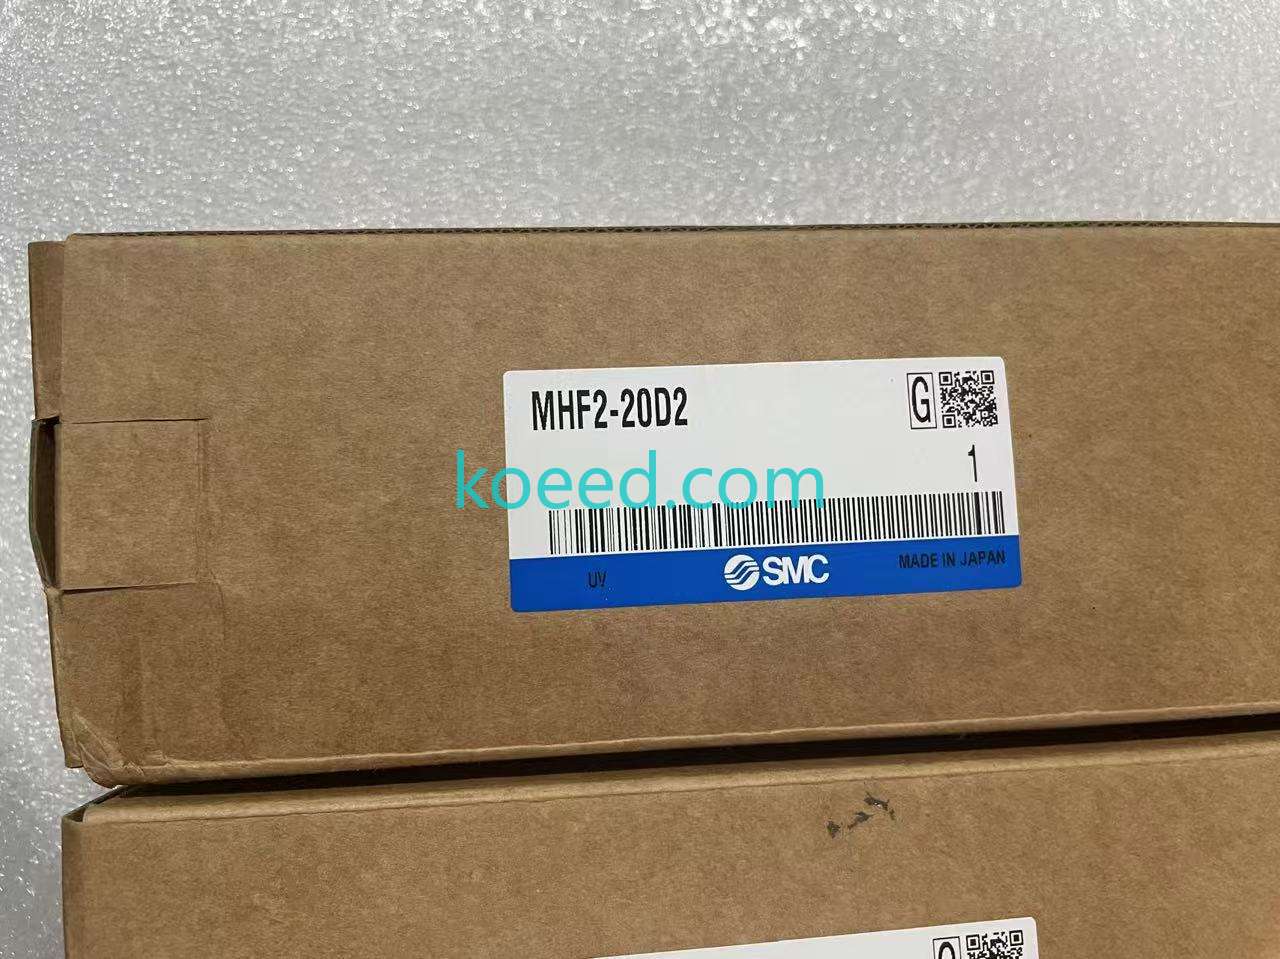 MHF2-20D2
G
koeed.com
1
UV
SMC
MADE IN JAPAN
G